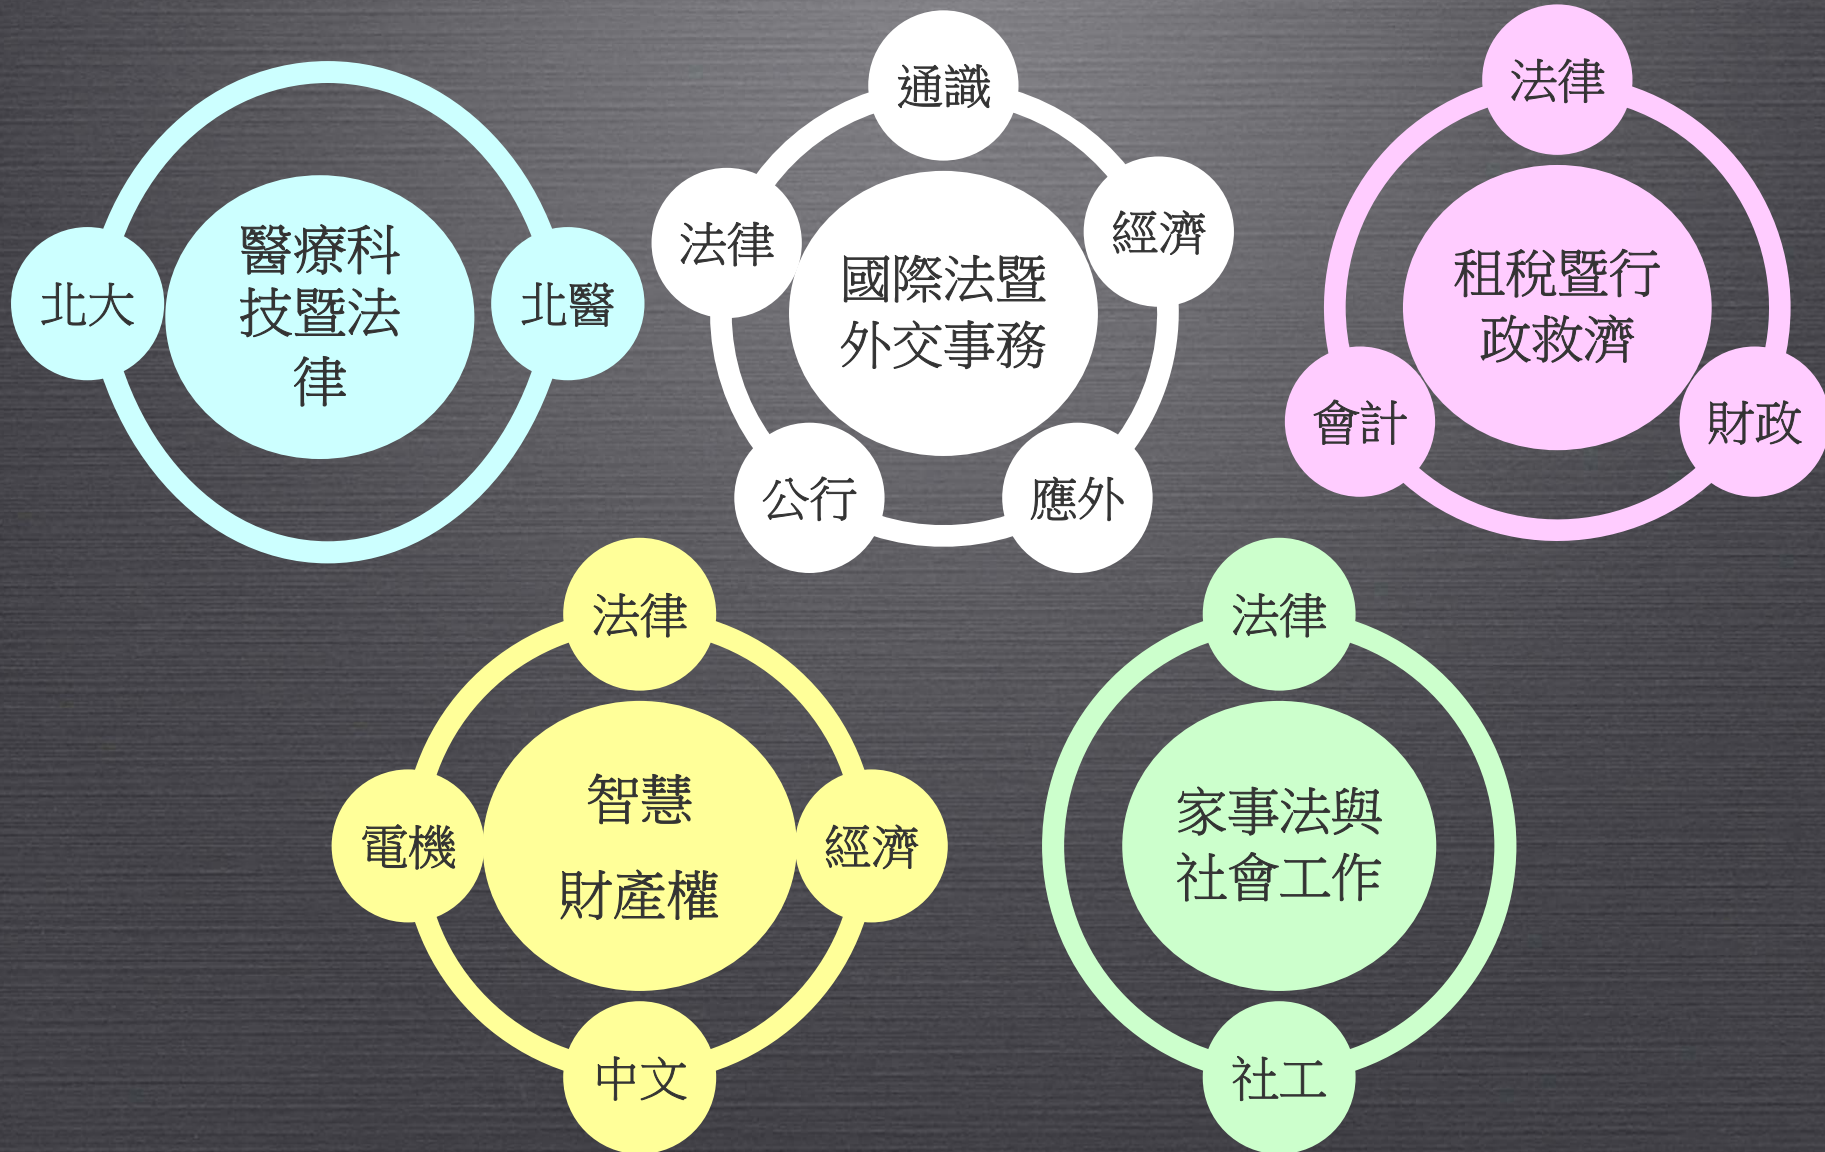 北大
醫療科
技暨法
律
北醫
通識
法律
經濟
國際法暨
外交事務
公行
應外
法律
租稅暨行
政救濟
會計
財政
法律
電機
智慧
財產權
經濟
中文
法律
家事法與
社會工作
社工